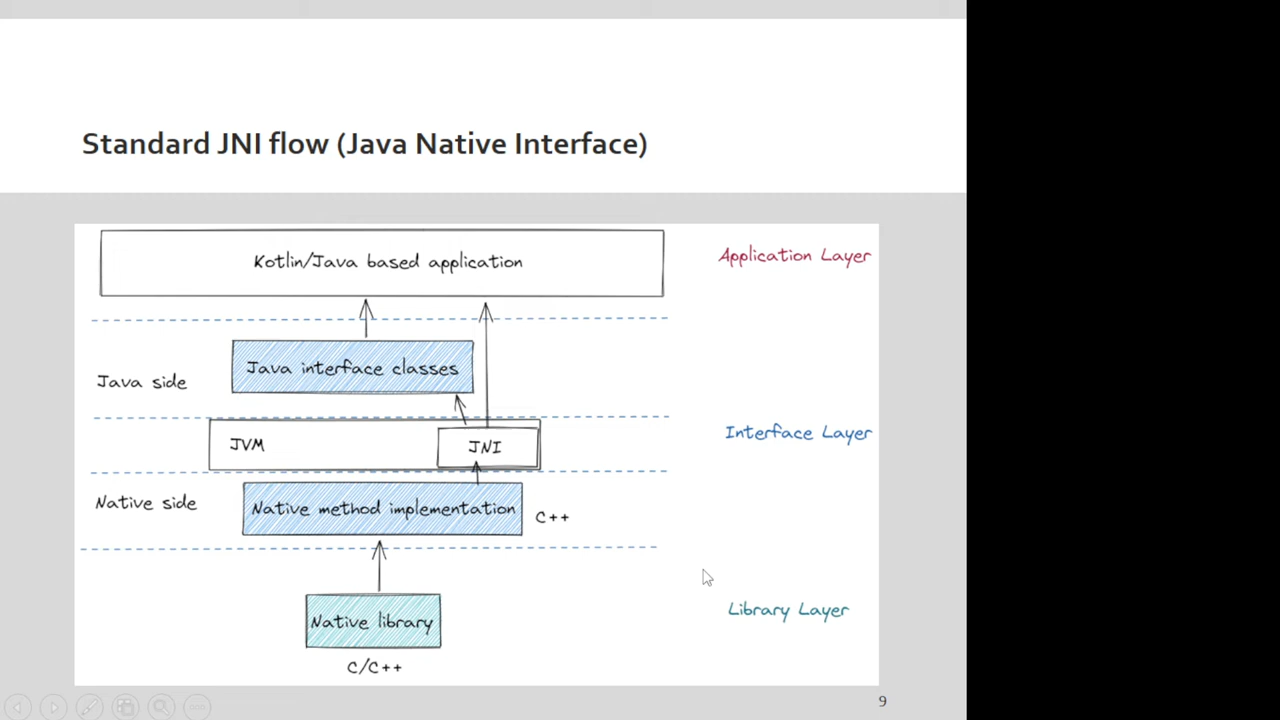 Standard JNI flow (Java Native Interface)
Kotlin/Java based application
Application Layer
Java interface classes
Java side
Interface Layer
JVM
JNI
Native side
Native method implementation
C++
Library Layer
Native library
C/C++
9